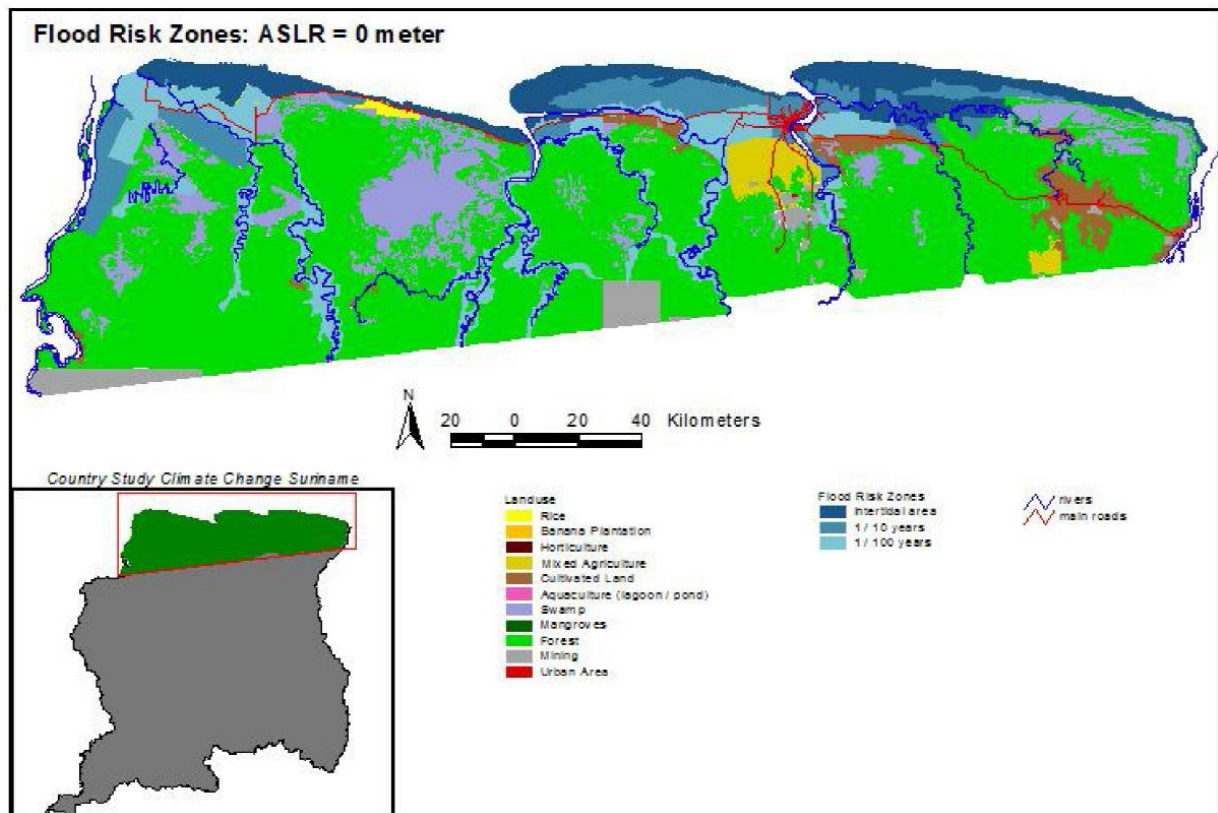 Flood Risk Zones: ASLR = 0 meter
N
20 0 20 40 Kilometers
Country Study Climate Change Suriname
Landuse
Rice
Banana Plantation
Horticulture
Mixed Agriculture
Cultivated Land
Aquaculture (lagoon / pond)
Swamp
Mangroves
Forest
Mining
Urban Area
Flood Risk Zones
Intertidal area
1 / 10 years
1 / 100 years
rivers
main roads